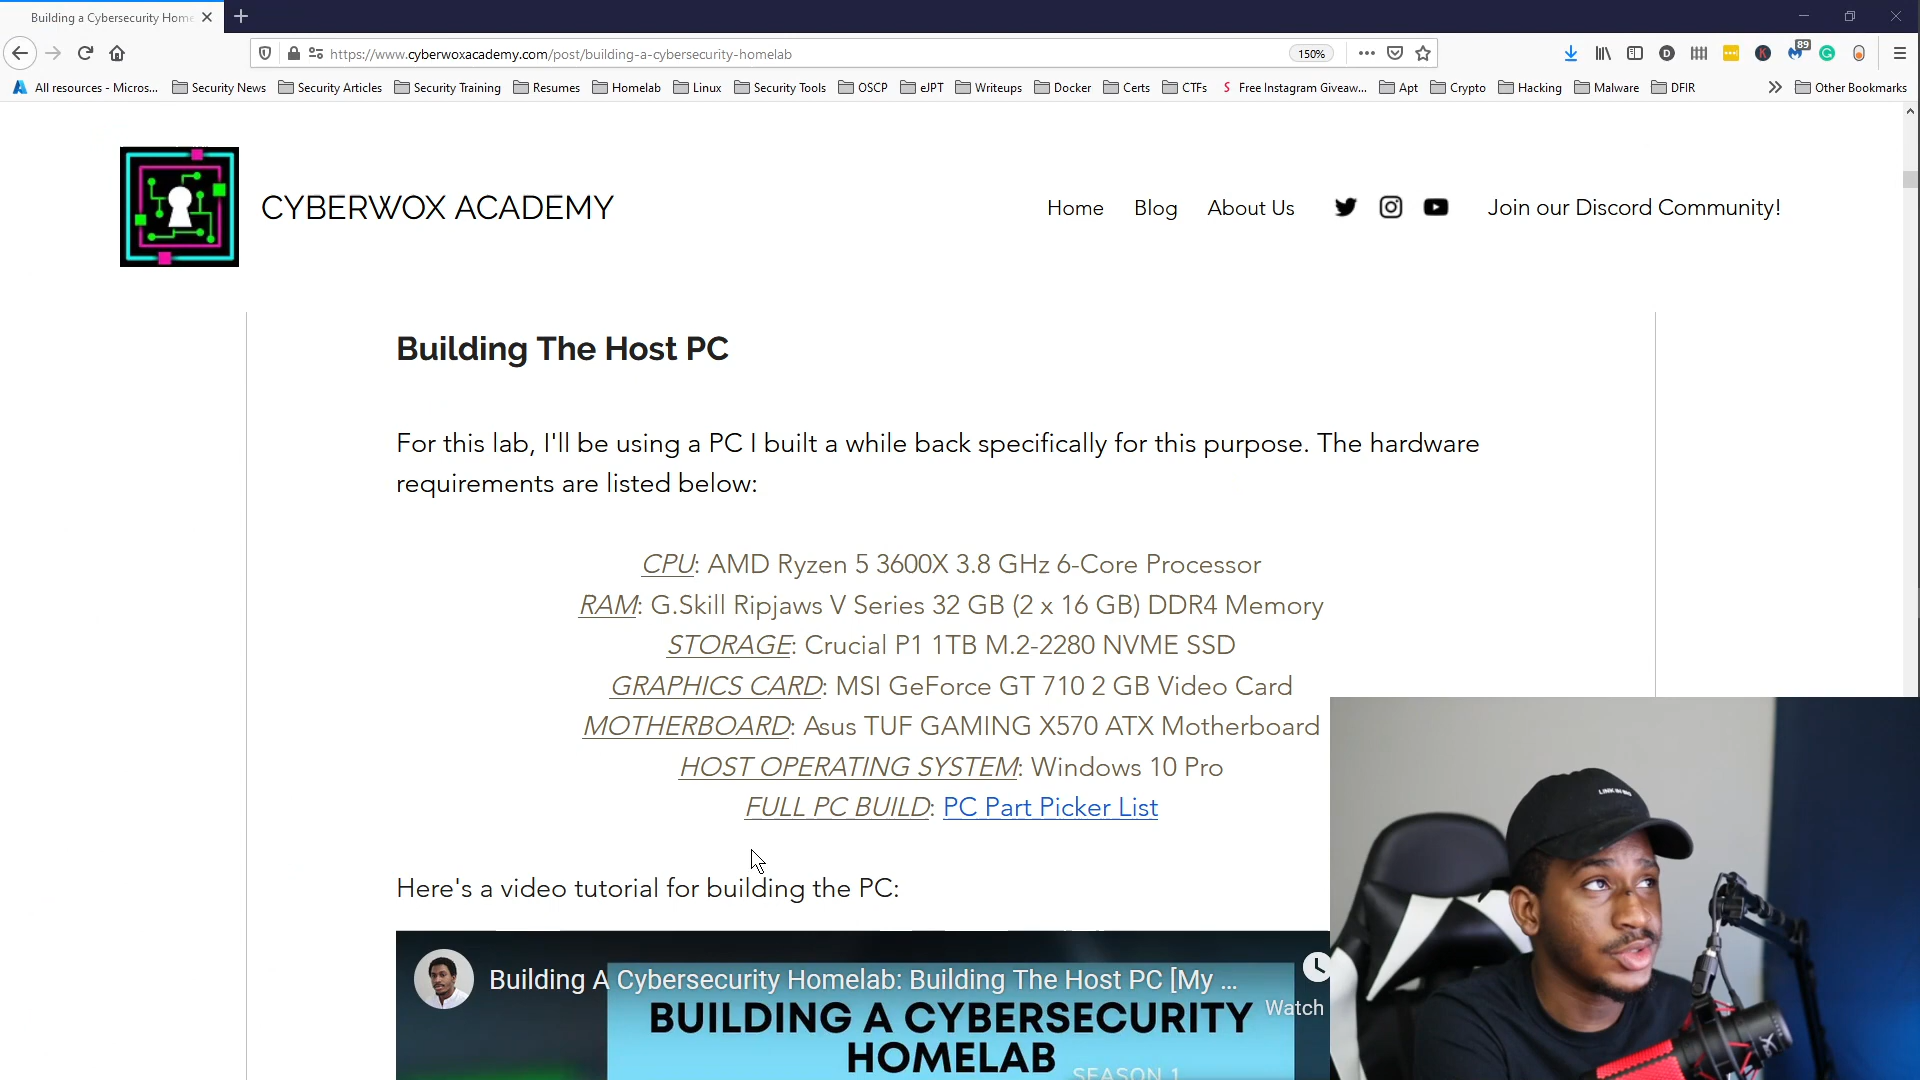 Building a Cybersecurity Home
https://www.cyberwoxacademy.com/post/building-a-cybersecurity-homelab
150%
89
All resources - Micros...
Security News
Security Articles
Security Training
Resumes
Homelab
Linux
Security Tools
OSCP
eJPT
Writeups
Docker
Certs
CTFs
Free Instagram Giveaw...
Apt
Crypto
Hacking
Malware
DFIR
Other Bookmarks
CYBERWOX ACADEMY
Home
Blog
About Us
Join our Discord Community!
Building The Host PC
For this lab, I'll be using a PC I built a while back specifically for this purpose. The hardware
requirements are listed below:
CPU: AMD Ryzen 5 3600X 3.8 GHz 6-Core Processor
RAM: G.Skill Ripjaws V Series 32 GB (2 x 16 GB) DDR4 Memory
STORAGE: Crucial P1 1TB M.2-2280 NVME SSD
GRAPHICS CARD: MSI GeForce GT 710 2 GB Video Card
MOTHERBOARD: Asus TUF GAMING X570 ATX Motherboard
HOST OPERATING SYSTEM: Windows 10 Pro
FULL PC BUILD: PC Part Picker List
Here's a video tutorial for building the PC:
Building A Cybersecurity Homelab: Building The Host PC [My ...
Watch
BUILDING A CYBERSECURITY
HOMELAB
SEASON 1